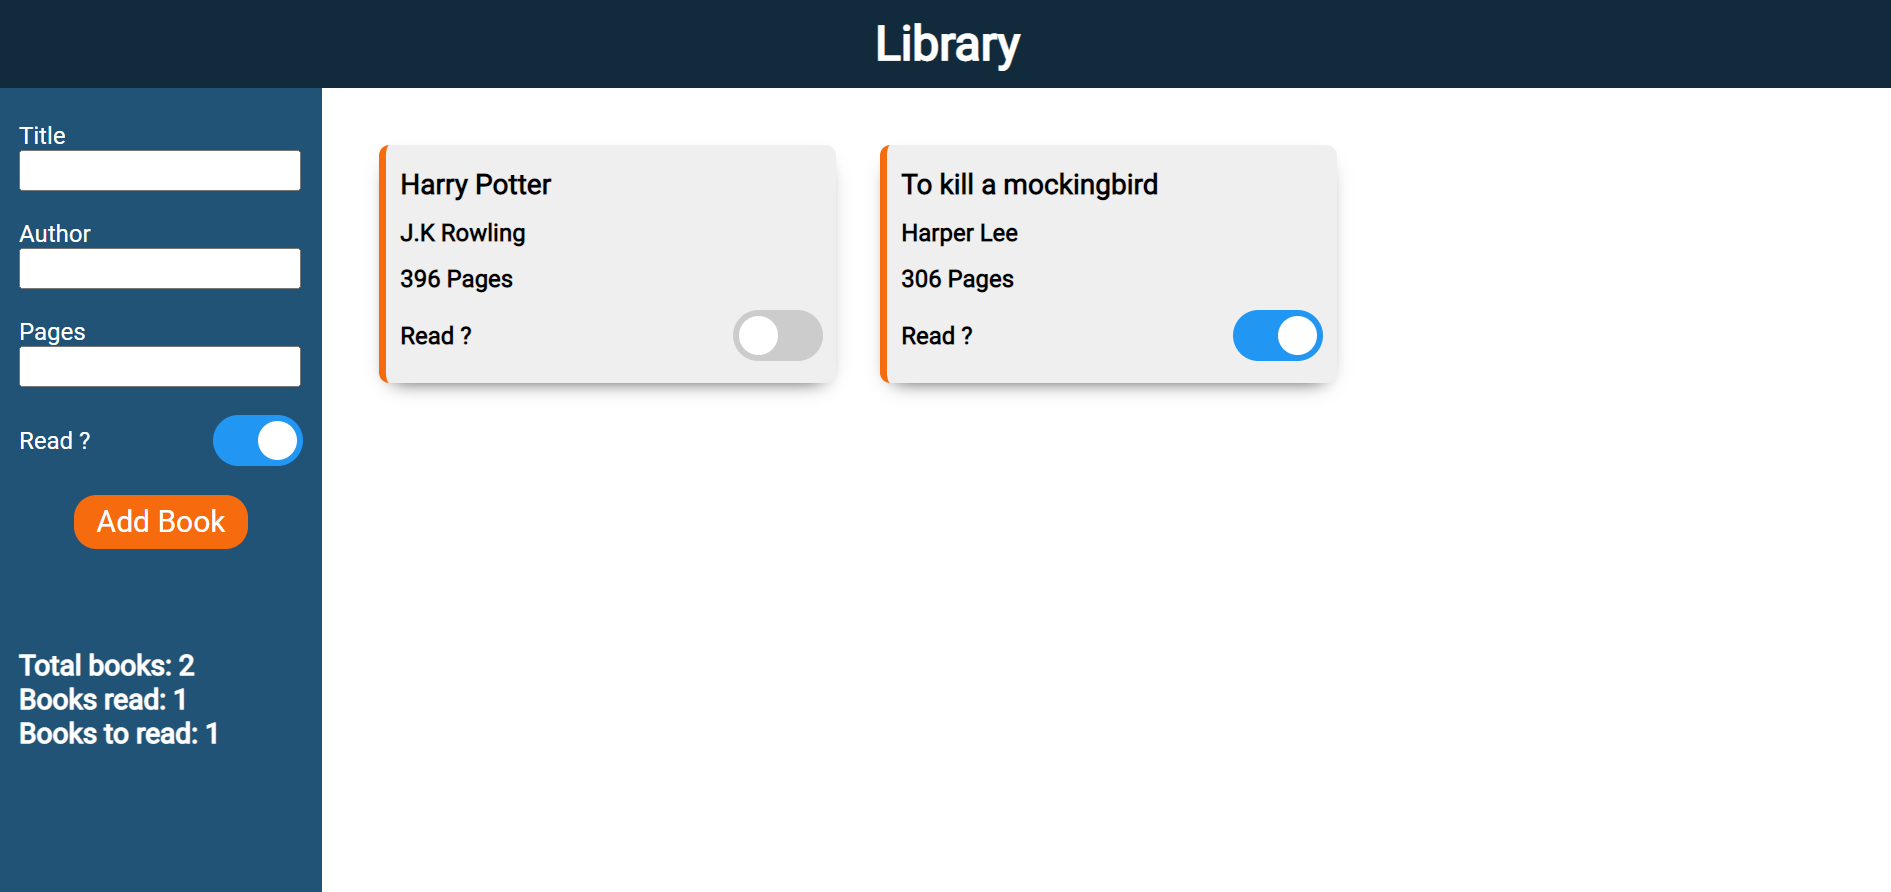 Library
Title
Author
Pages
Read ?
Add Book
Total books: 2
Books read: 1
Books to read: 1
Harry Potter
J.K Rowling
396 Pages
Read ?
To kill a mockingbird
Harper Lee
306 Pages
Read ?